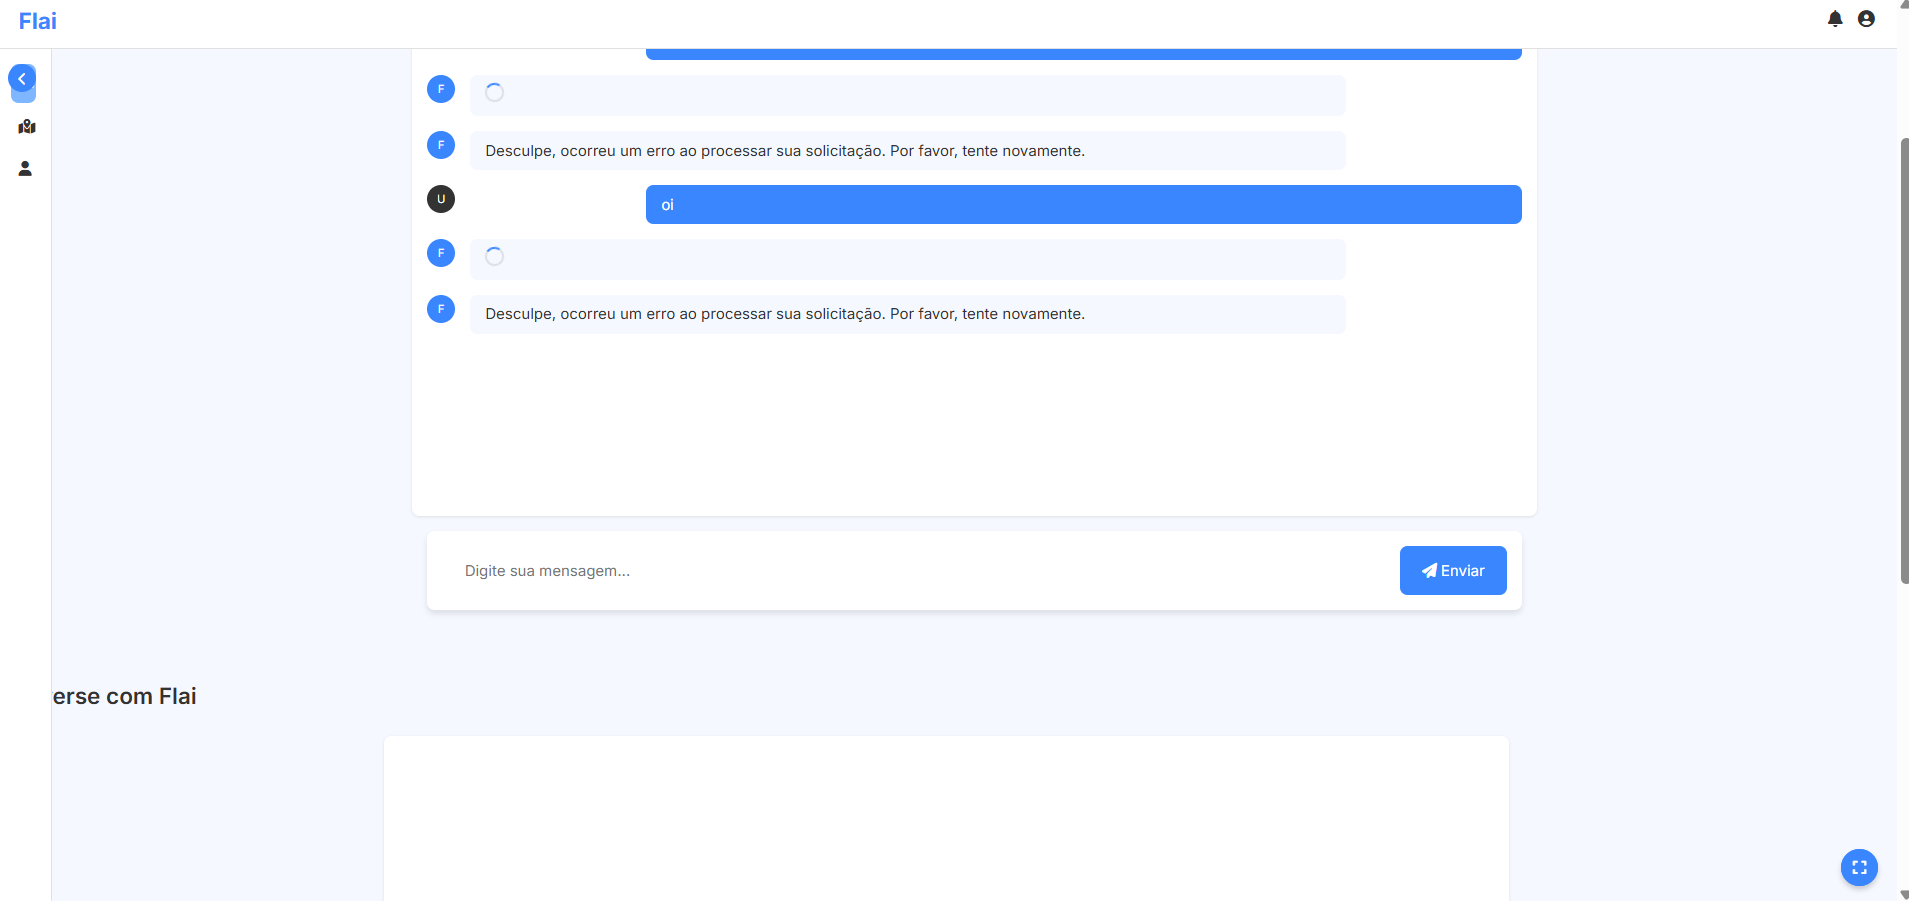 Flai
F
F
Desculpe, ocorreu um erro ao processar sua solicitação. Por favor, tente novamente.
U
oi
F
F
Desculpe, ocorreu um erro ao processar sua solicitação. Por favor, tente novamente.
Digite sua mensagem...
Enviar
erse com Flai